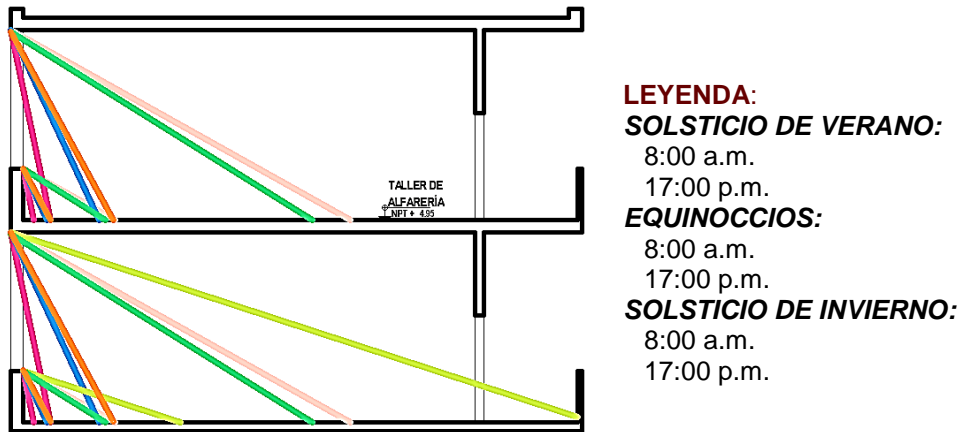 TALLER DE
ALFARERÍA
NPT + 4.95
LEYENDA:
SOLSTICIO DE VERANO:
8:00 a.m.
17:00 p.m.
EQUINOCCIOS:
8:00 a.m.
17:00 p.m.
SOLSTICIO DE INVIERNO:
8:00 a.m.
17:00 p.m.